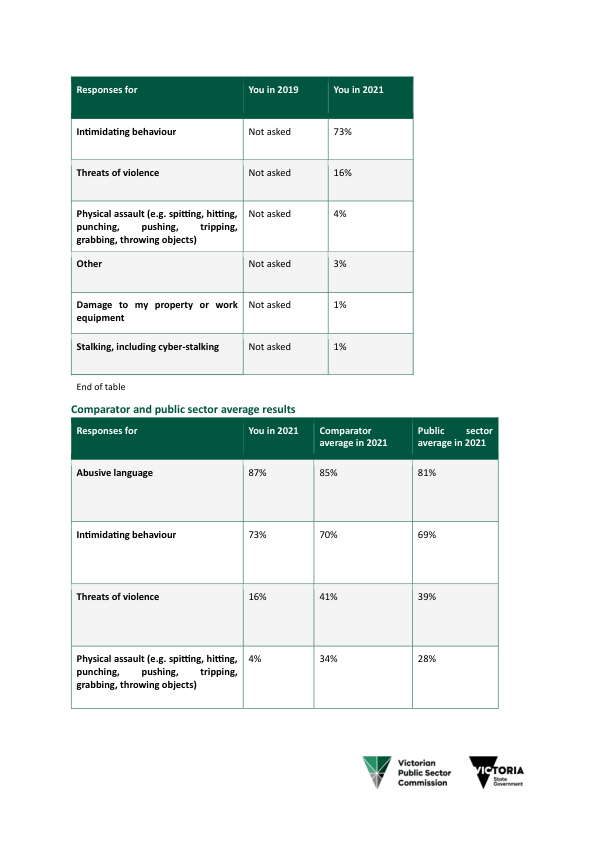 Responses for You in 2019 You in 2021
Intimidating behaviour Not asked 73%
Threats of violence Not asked 16%
Physical assault (e.g. spitting, hitting, Not asked 4%
punching, pushing, tripping,
grabbing, throwing objects)
Other Not asked 3%
Damage to my property or work Not asked 1%
equipment
Stalking, including cyber-stalking Not asked 1%
End of table
Comparator and public sector average results
Responses for You in 2021 Comparator Public sector
average in 2021 average in 2021
Abusive language 87% 85% 81%
Intimidating behaviour 73% 70% 69%
Threats of violence 16% 41% 39%
Physical assault (e.g. spitting, hitting, 4% 34% 28%
punching, pushing, tripping,
grabbing, throwing objects)
Victorian
Public Sector
Commission
VICTORIA
State
Government